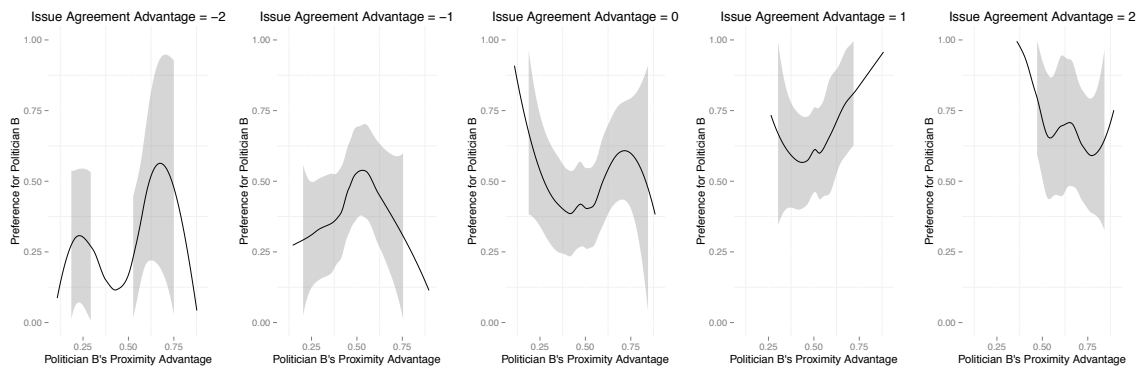 Issue Agreement Advantage = −2
Preference for Politician B
1.00
0.75
0.50
0.25
0.00
0.25 0.50 0.75
Politician B's Proximity Advantage
Issue Agreement Advantage = −1
Preference for Politician B
1.00
0.75
0.50
0.25
0.00
0.25 0.50 0.75
Politician B's Proximity Advantage
Issue Agreement Advantage = 0
Preference for Politician B
1.00
0.75
0.50
0.25
0.00
0.25 0.50 0.75
Politician B's Proximity Advantage
Issue Agreement Advantage = 1
Preference for Politician B
1.00
0.75
0.50
0.25
0.00
0.25 0.50 0.75
Politician B's Proximity Advantage
Issue Agreement Advantage = 2
Preference for Politician B
1.00
0.75
0.50
0.25
0.00
0.25 0.50 0.75
Politician B's Proximity Advantage